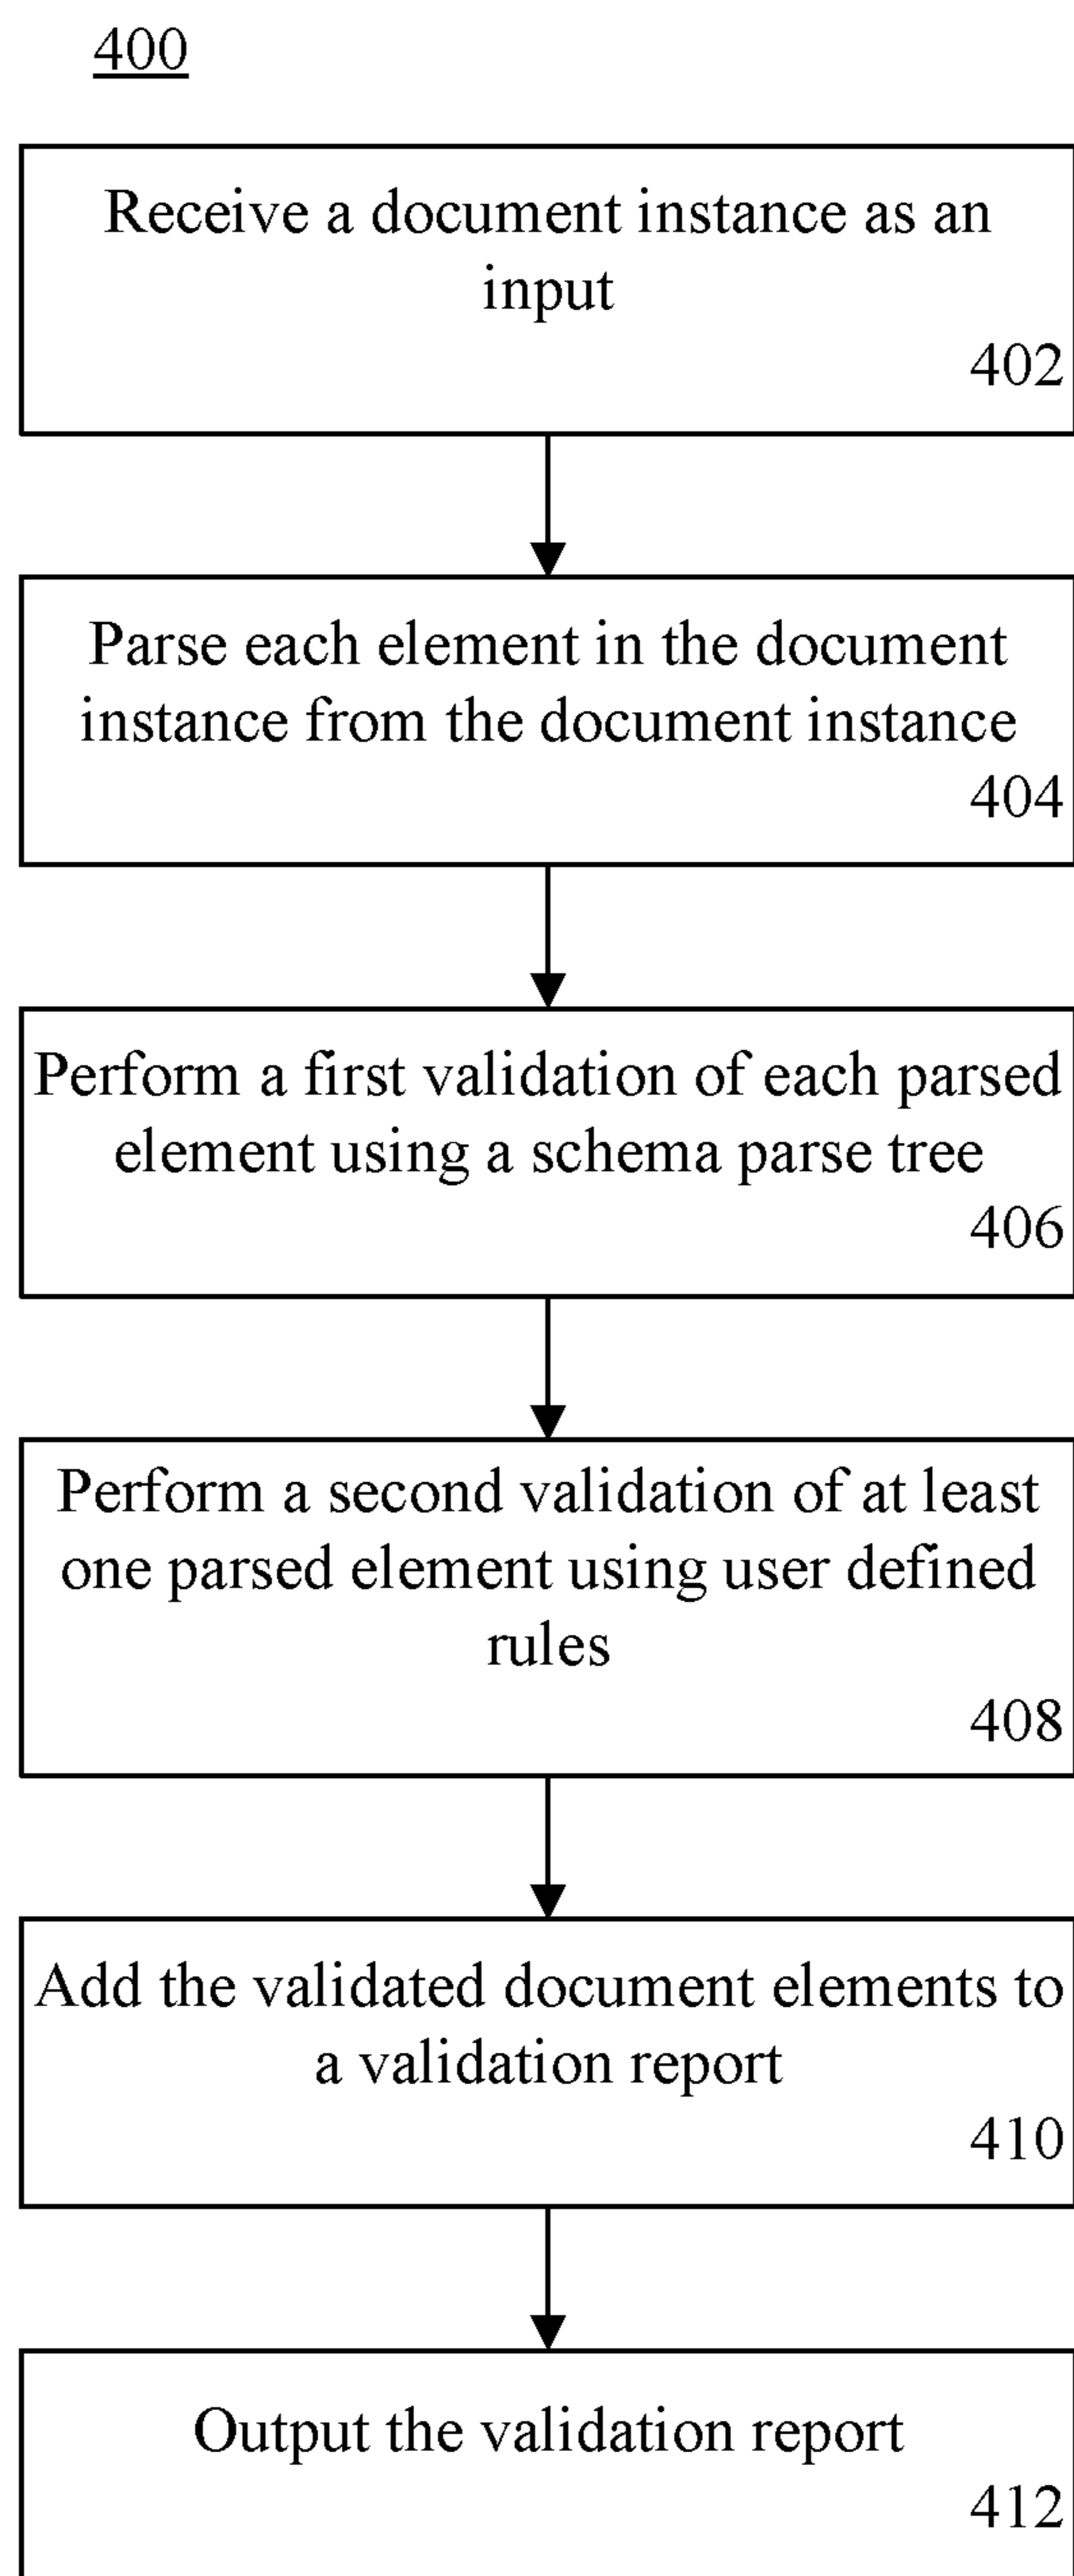 400
Receive a document instance as an
input
402
Parse each element in the document
instance from the document instance
404
Perform a first validation of each parsed
element using a schema parse tree
406
Perform a second validation of at least
one parsed element using user defined
rules
408
Add the validated document elements to
a validation report
410
Output the validation report
412